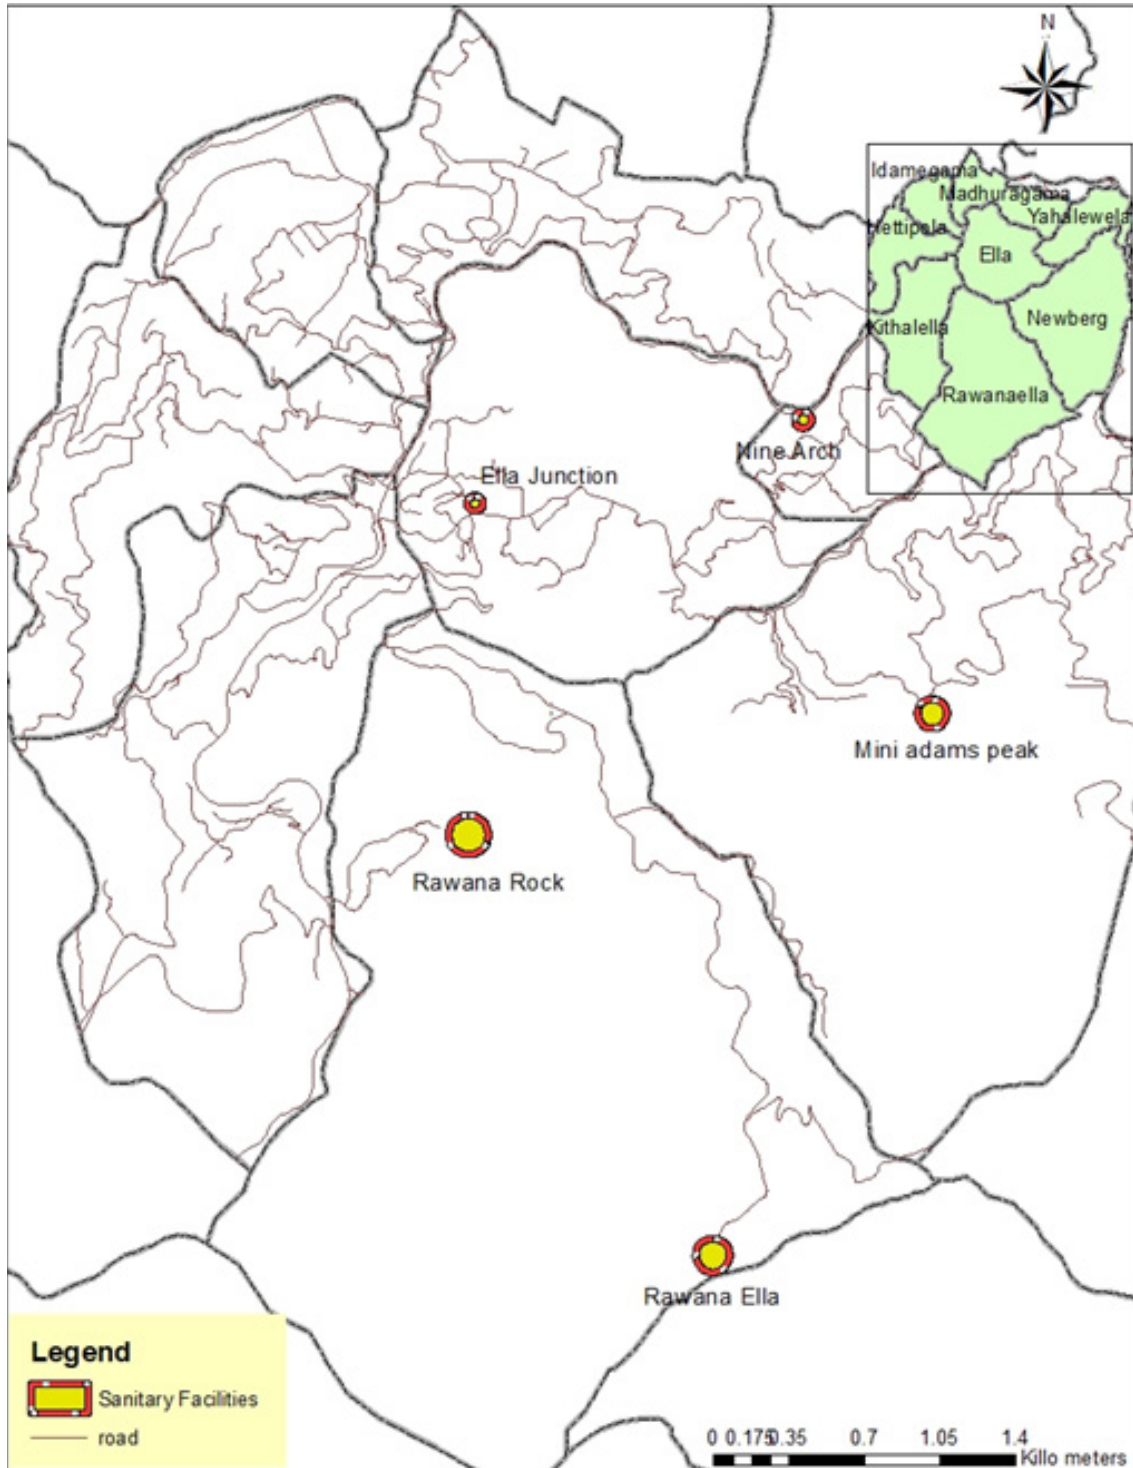 N
Idamegama
Madhuragama
Yahalewela
Hettipola
Ella
Kithalella
Newberg
Rawanaella
Nine Arch
Ella Junction
Mini adams peak
Rawana Rock
Rawana Ella
Legend
Sanitary Facilities
road
0 0.175 0.35 0.7 1.05 1.4
Killo meters